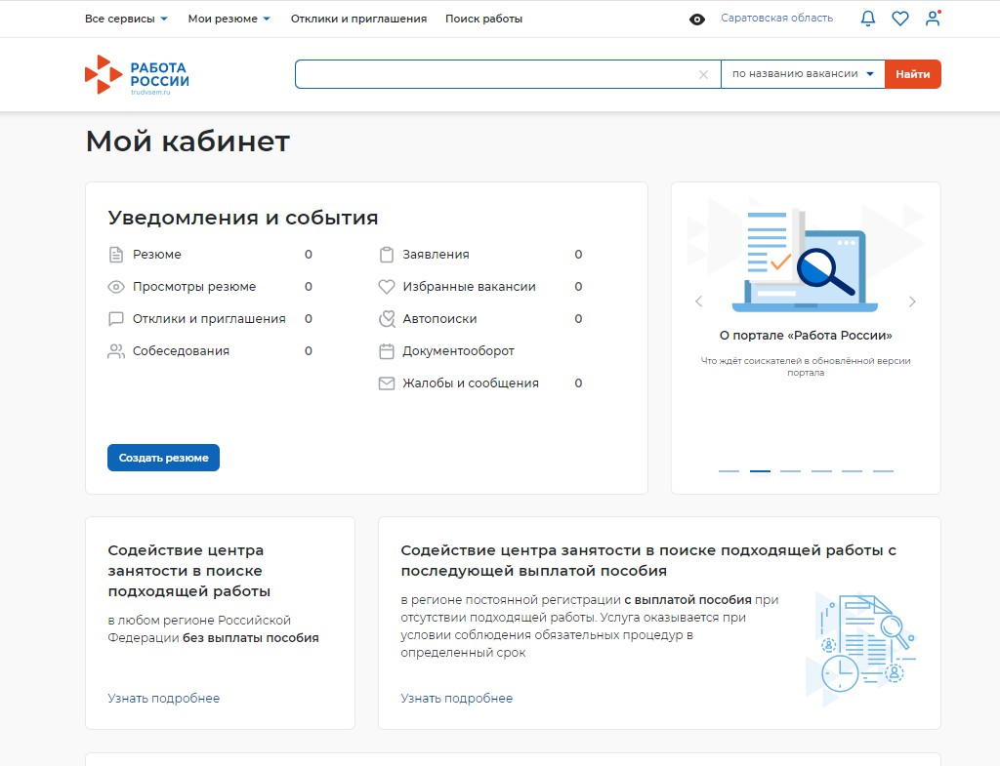 Все сервисы Мои резюме Отклики и приглашения Поиск работы Саратовская область
РАБОТА
РОССИИ
trudvsem.ru
по названию вакансии Найти
Мой кабинет
Уведомления и события
Резюме 0
Просмотры резюме 0
Отклики и приглашения 0
Собеседования 0
Заявления 0
Избранные вакансии 0
Автопоиски 0
Документооборот
Жалобы и сообщения 0
Создать резюме
О портале «Работа России»
Что ждёт соискателей в обновлённой версии
портала
Содействие центра
занятости в поиске
подходящей работы
в любом регионе Российской
Федерации без выплаты пособия
Узнать подробнее
Содействие центра занятости в поиске подходящей работы с
последующей выплатой пособия
в регионе постоянной регистрации с выплатой пособия при
отсутствии подходящей работы. Услуга оказывается при
условии соблюдения обязательных процедур в
определенный срок
Узнать подробнее